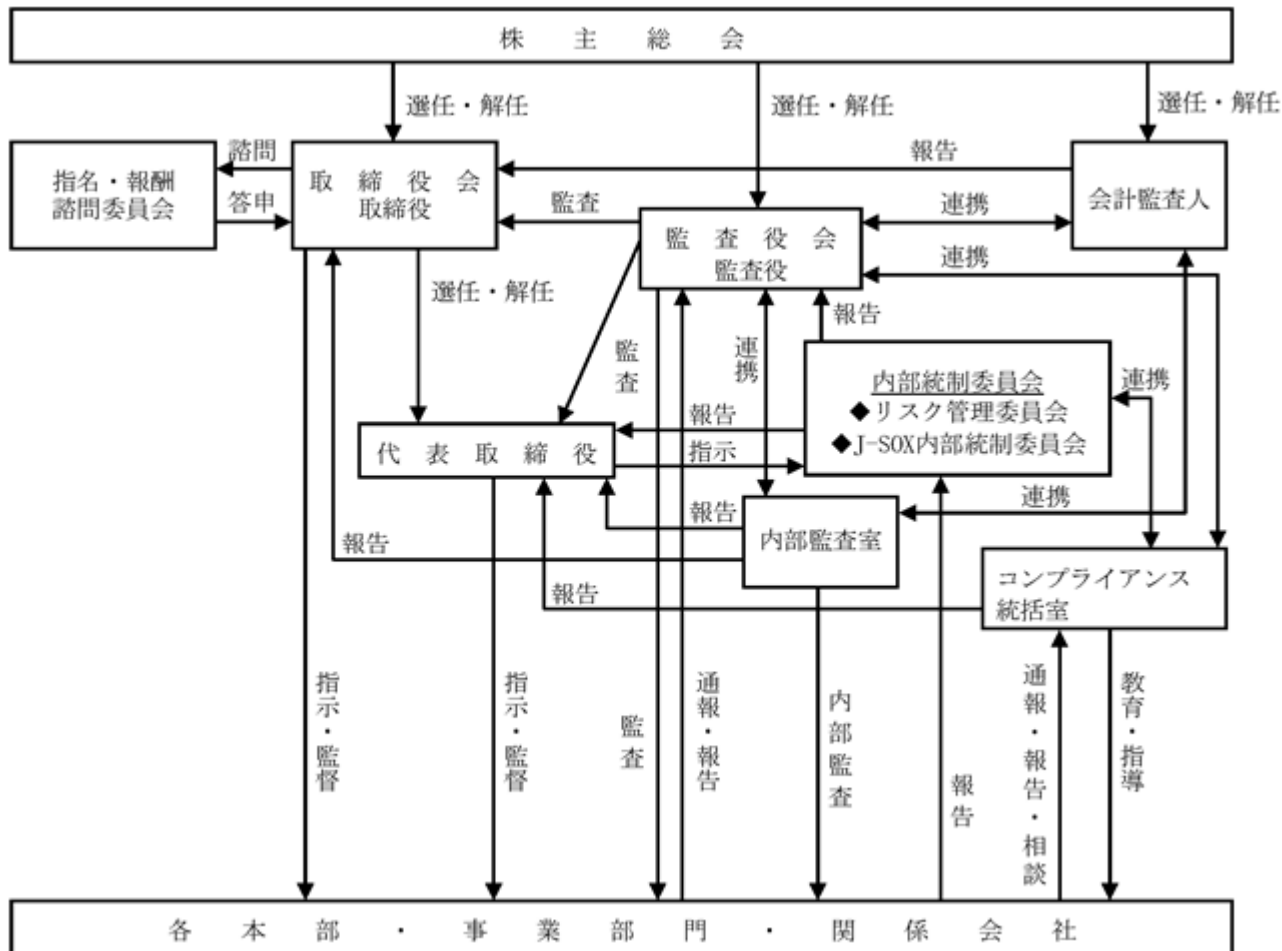 株主総会
選任・解任
選任・解任
選任・解任
指名・報酬
諮問委員会
諮問
答申
取締役会
取締役
報告
監査
監査役会
監査役
連携
会計監査人
連携
選任・解任
監査
連携
報告
内部統制委員会
◆リスク管理委員会
◆J-SOX内部統制委員会
連携
代表取締役
報告
指示
報告
内部監査室
連携
報告
報告
コンプライアンス
統括室
指示・監督
指示・監督
監査
通報・報告
内部監査
報告
通報・報告・相談
教育・指導
各本部・事業部門・関係会社